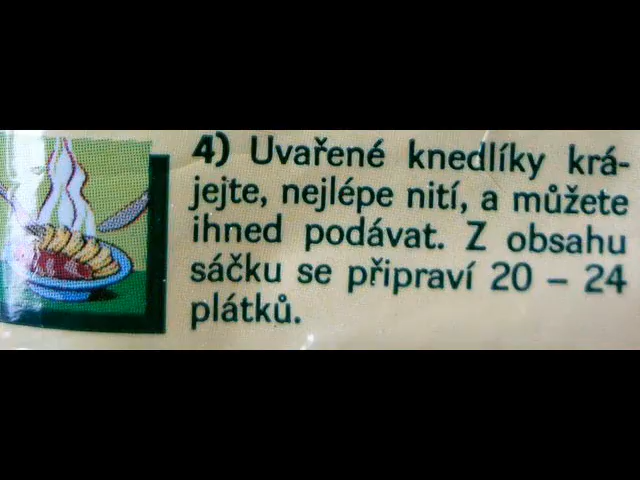 4) Uvařené knedlíky krá-
jejte, nejlépe nití, a můžete
ihned podávat. Z obsahu
sáčku se připraví 20 – 24
plátků.